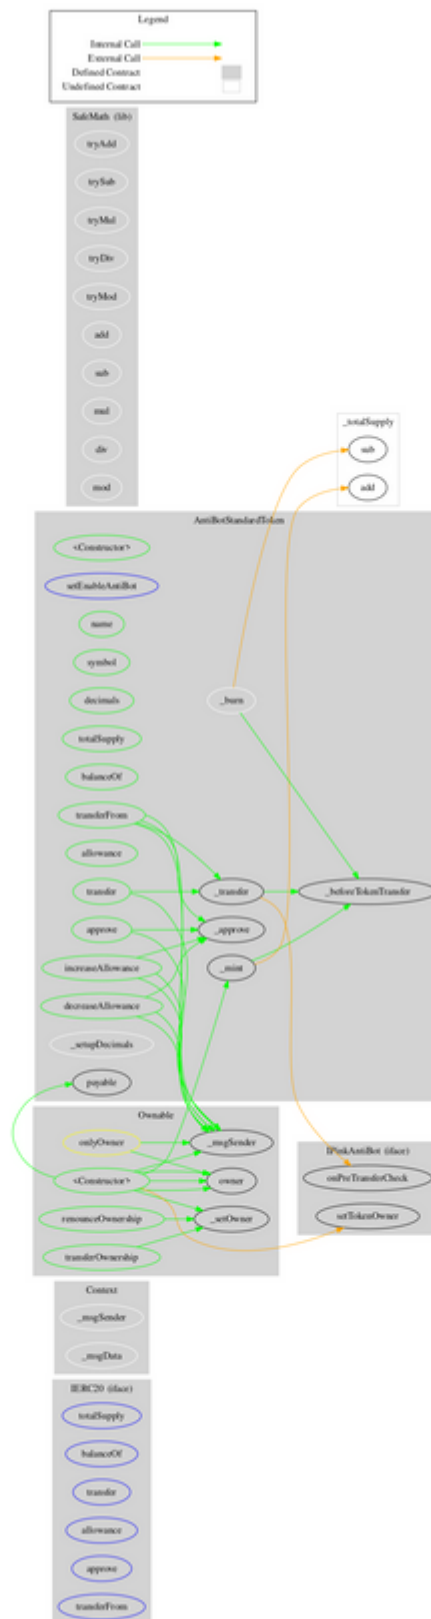 Legend
Internal Call
External Call
Defined Contract
Undefined Contract
SafeMath (lib)
tryAdd
trySub
tryMul
tryDiv
tryMod
add
sub
mul
div
mod
_totalSupply
sub
add
AntiBotStandardToken
<Constructor>
setEnableAntiBot
name
symbol
decimals
totalSupply
_burn
balanceOf
transferFrom
allowance
transfer
_transfer
_beforeTokenTransfer
approve
_approve
increaseAllowance
_mint
decreaseAllowance
_setupDecimals
payable
Ownable
onlyOwner
_msgSender
<Constructor>
owner
renounceOwnership
_setOwner
transferOwnership
IPinkAntiBot (iface)
onPreTransferCheck
setTokenOwner
Context
_msgSender
_msgData
IERC20 (iface)
totalSupply
balanceOf
transfer
allowance
approve
transferFrom